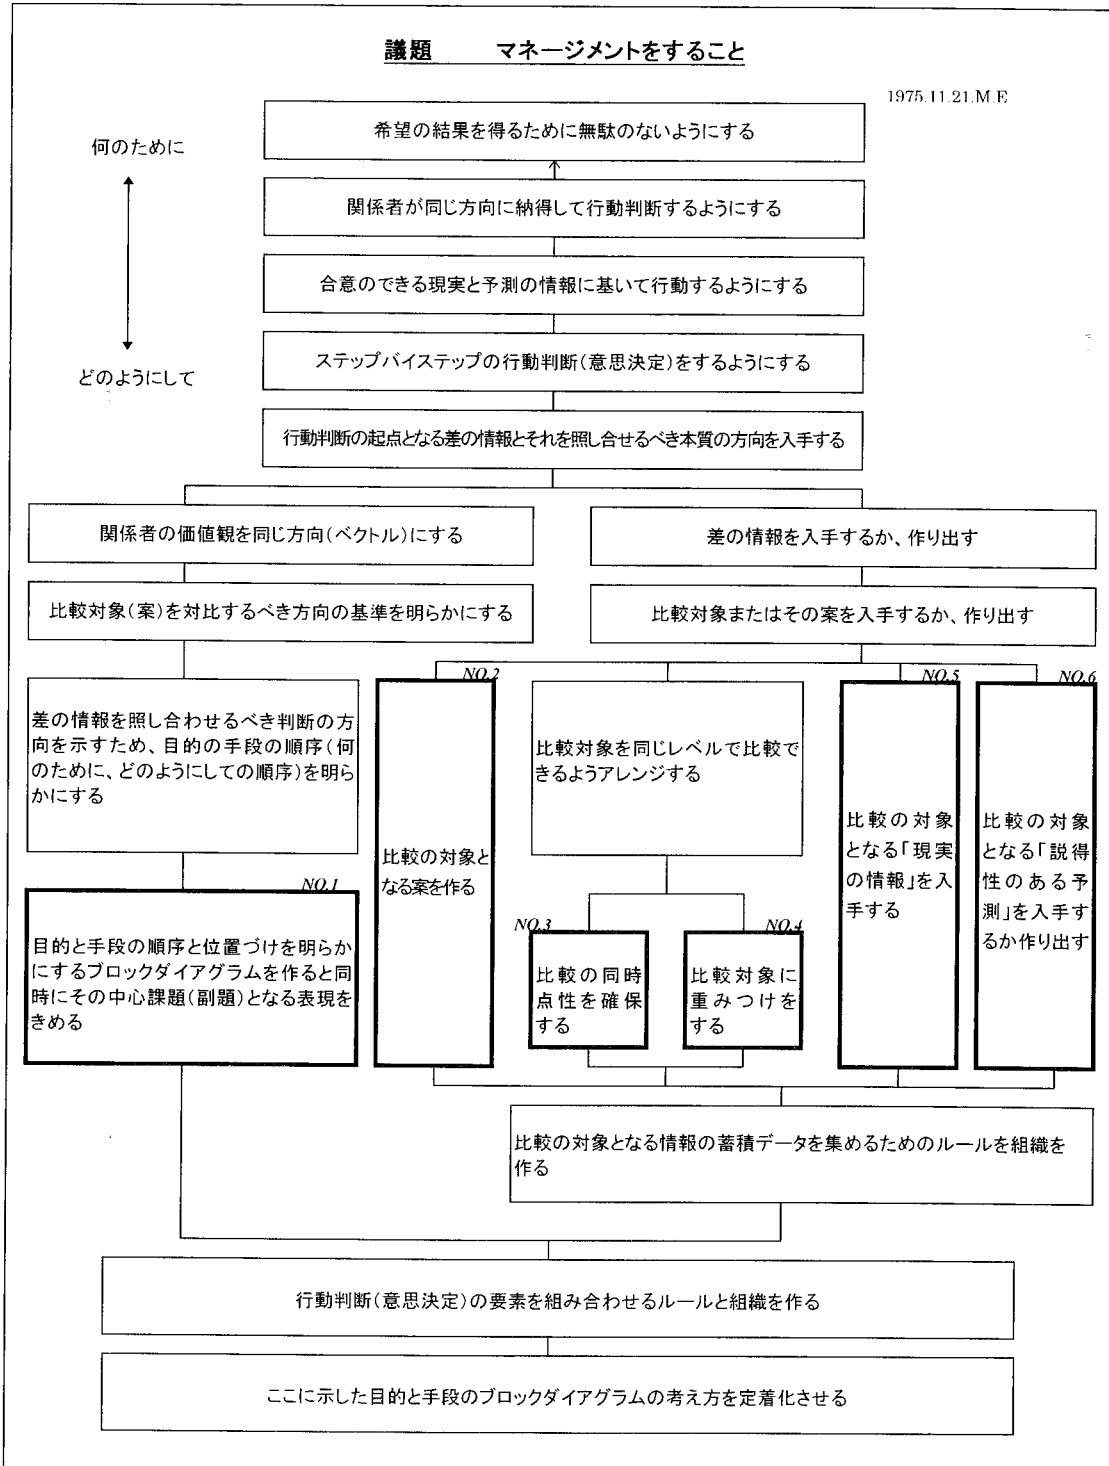 議題　　マネージメントをすること
1975.11.21.M.E
何のために
どのようにして
希望の結果を得るために無駄のないようにする
関係者が同じ方向に納得して行動判断するようにする
合意のできる現実と予測の情報に基いて行動するようにする
ステップバイステップの行動判断(意思決定)をするようにする
行動判断の起点となる差の情報とそれを照し合せるべき本質の方向を入手する
関係者の価値観を同じ方向(ベクトル)にする
差の情報を入手するか、作り出す
比較対象(案)を対比するべき方向の基準を明らかにする
比較対象またはその案を入手するか、作り出す
差の情報を照し合わせるべき判断の方
向を示すため、目的の手段の順序(何
のために、どのようにしての順序)を明ら
かにする
NO.1
目的と手段の順序と位置づけを明らか
にするブロックダイアグラムを作ると同
時にその中心課題(副題)となる表現を
きめる
NO.2
比較の対象と
なる案を作る
比較対象を同じレベルで比較で
きるようアレンジする
NO.3
比較の同時
点性を確保
する
NO.4
比較対象に
重みつけを
する
NO.5
比較の対象
となる「現実
の情報」を入
手する
NO.6
比較の対象
となる「説得
性のある予
測」を入手す
るか作り出す
比較の対象となる情報の蓄積データを集めるためのルールを組織を
作る
行動判断(意思決定)の要素を組み合わせるルールと組織を作る
ここに示した目的と手段のブロックダイアグラムの考え方を定着化させる